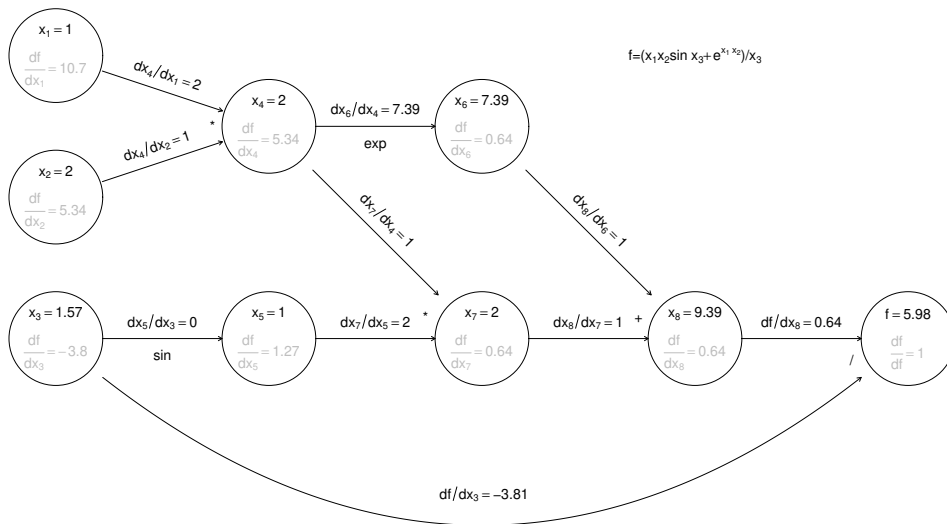 x₁ = 1
df/dx₁ = 10.7
dx₄/dx₁ = 2
x₄ = 2
df/dx₄ = 5.34
*
dx₆/dx₄ = 7.39
exp
x₆ = 7.39
df/dx₆ = 0.64
f=(x₁x₂sin x₃+e^(x₁ x₂))/x₃
x₂ = 2
df/dx₂ = 5.34
dx₄/dx₂ = 1
dx₇/dx₄ = 1
dx₈/dx₆ = 1
x₃ = 1.57
df/dx₃ = −3.8
dx₅/dx₃ = 0
sin
x₅ = 1
df/dx₅ = 1.27
dx₇/dx₅ = 2
*
x₇ = 2
df/dx₇ = 0.64
dx₈/dx₇ = 1
+
x₈ = 9.39
df/dx₈ = 0.64
df/dx₈ = 0.64
/
f = 5.98
df/df = 1
df/dx₃ = −3.81